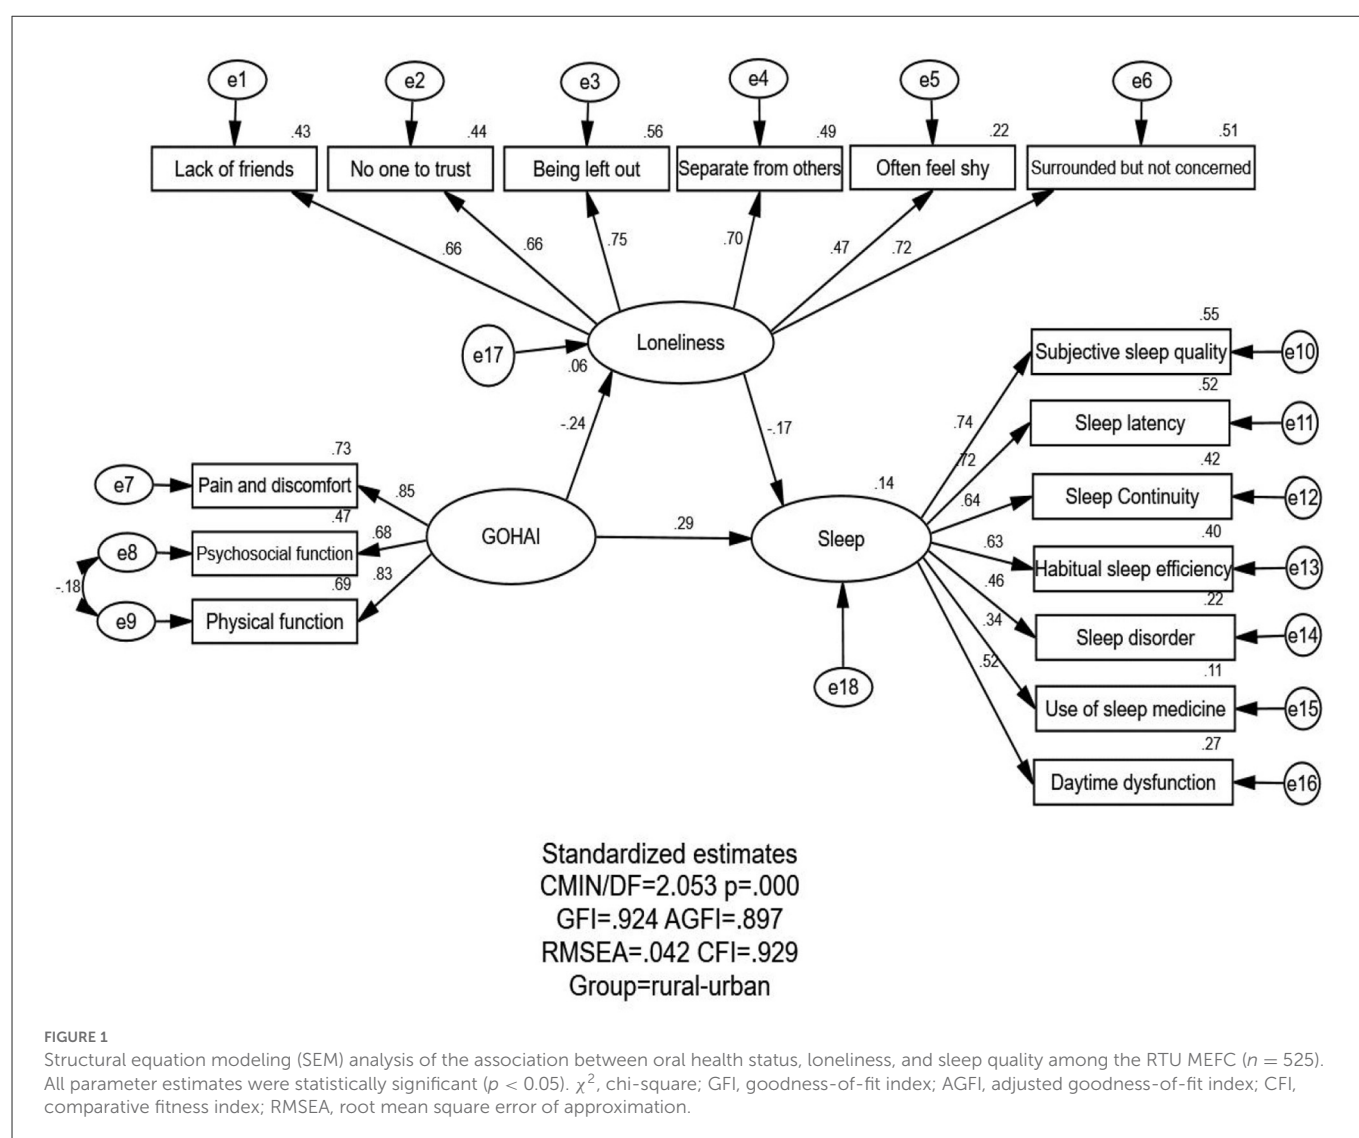 e1 e2 e3 e4 e5 e6
.43 .44 .56 .49 .22 .51
Lack of friends No one to trust Being left out Separate from others Often feel shy Surrounded but not concerned
.66 .66 .75 .70 .47 .72
Loneliness
e17
.06
-.24
-.17
.55
Subjective sleep quality e10
.52
Sleep latency e11
.42
Sleep Continuity e12
.40
Habitual sleep efficiency e13
.22
Sleep disorder e14
.11
Use of sleep medicine e15
.27
Daytime dysfunction e16
.74
.72
.64
.63
.46
.34
.52
.73
e7 Pain and discomfort .85
.47
e8 Psychosocial function .68
.69 .83
-.18
e9 Physical function
GOHAI
.29
.14
Sleep
e18
Standardized estimates
CMIN/DF=2.053 p=.000
GFI=.924 AGFI=.897
RMSEA=.042 CFI=.929
Group=rural-urban
FIGURE 1
Structural equation modeling (SEM) analysis of the association between oral health status, loneliness, and sleep quality among the RTU MEFC (n = 525).
All parameter estimates were statistically significant (p < 0.05). χ², chi-square; GFI, goodness-of-fit index; AGFI, adjusted goodness-of-fit index; CFI,
comparative fitness index; RMSEA, root mean square error of approximation.